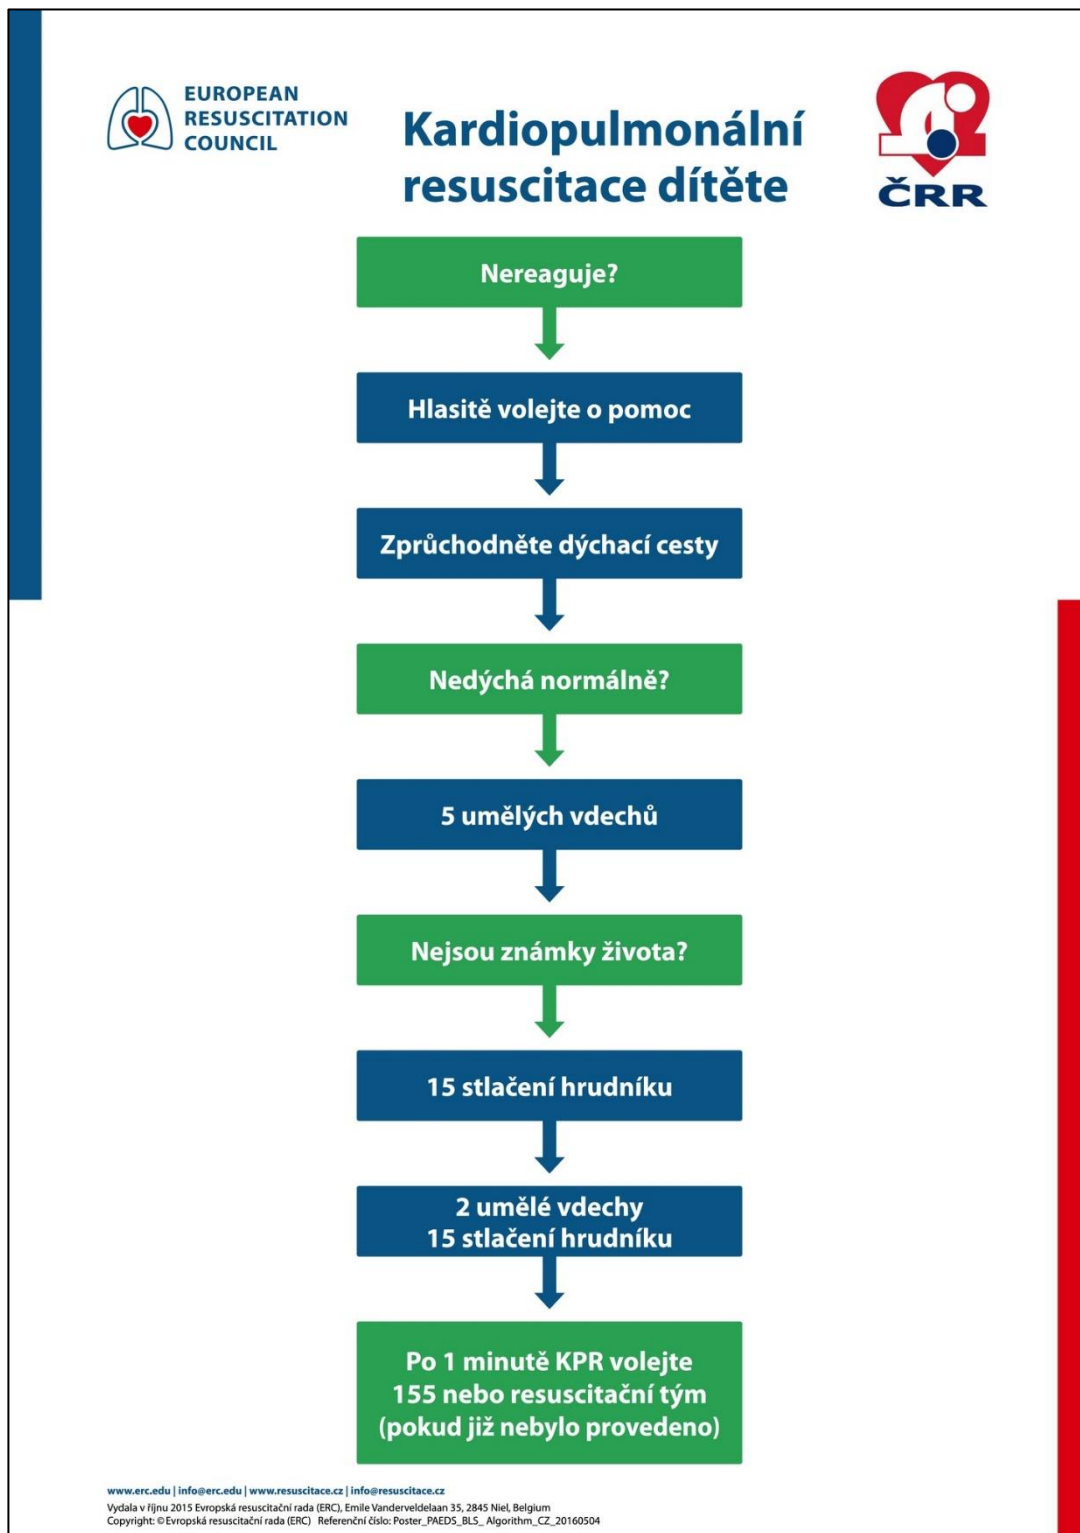 EUROPEAN
RESUSCITATION
COUNCIL
Kardiopulmonální
resuscitace dítěte
ČRR
Nereaguje?
Hlasitě volejte o pomoc
Zprůchodněte dýchací cesty
Nedýchá normálně?
5 umělých vdechů
Nejsou známky života?
15 stlačení hrudníku
2 umělé vdechy
15 stlačení hrudníku
Po 1 minutě KPR volejte
155 nebo resuscitační tým
(pokud již nebylo provedeno)
www.erc.edu | info@erc.edu | www.resuscitace.cz | info@resuscitace.cz
Vydala v říjnu 2015 Evropská resuscitační rada (ERC), Emile Vanderveldelaan 35, 2845 Niel, Belgium
Copyright: © Evropská resuscitační rada (ERC) Referenční číslo: Poster_PAEDS_BLS_ Algorithm_CZ_20160504